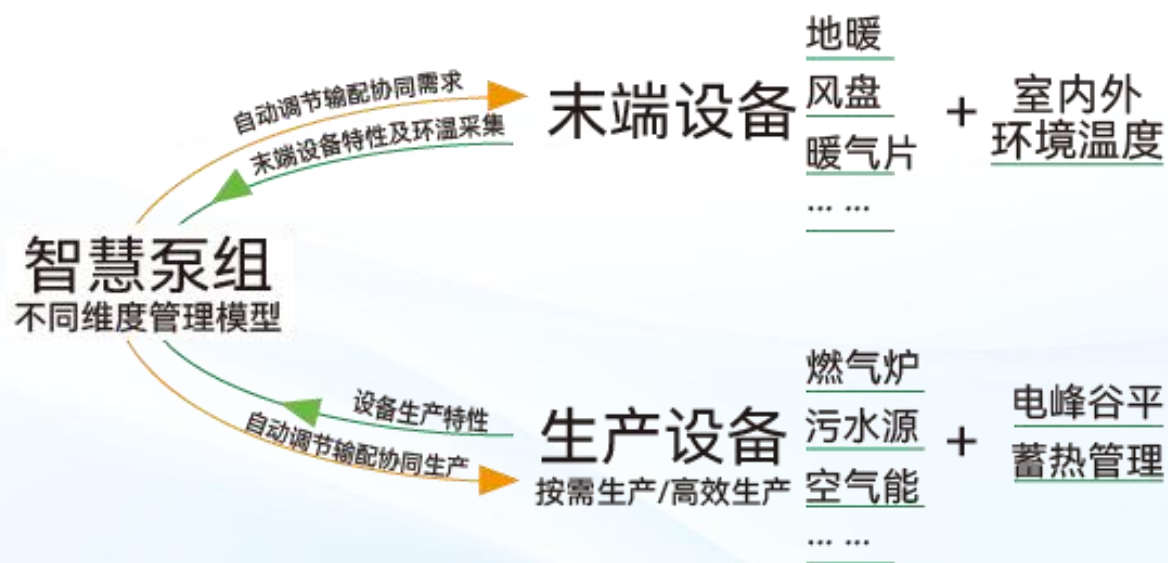 自动调节输配协同需求
末端设备特性及环温采集
末端设备
地暖
风盘
暖气片
... ...
+
室内外
环境温度
智慧泵组
不同维度管理模型
设备生产特性
自动调节输配协同生产
生产设备
按需生产/高效生产
燃气炉
污水源
空气能
... ...
+
电峰谷平
蓄热管理